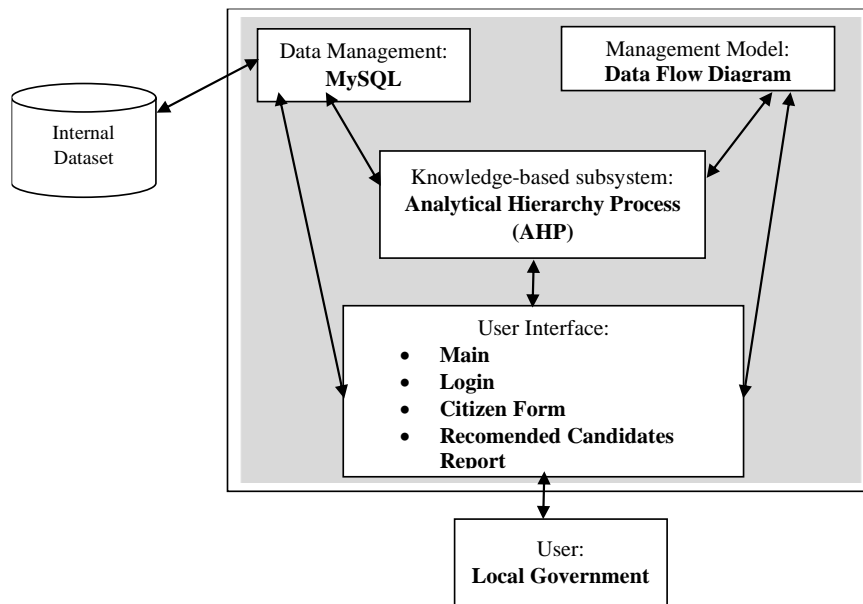 Data Management:
MySQL
Management Model:
Data Flow Diagram
Internal
Dataset
Knowledge-based subsystem:
Analytical Hierarchy Process
(AHP)
User Interface:
• Main
• Login
• Citizen Form
• Recomended Candidates
Report
User:
Local Government